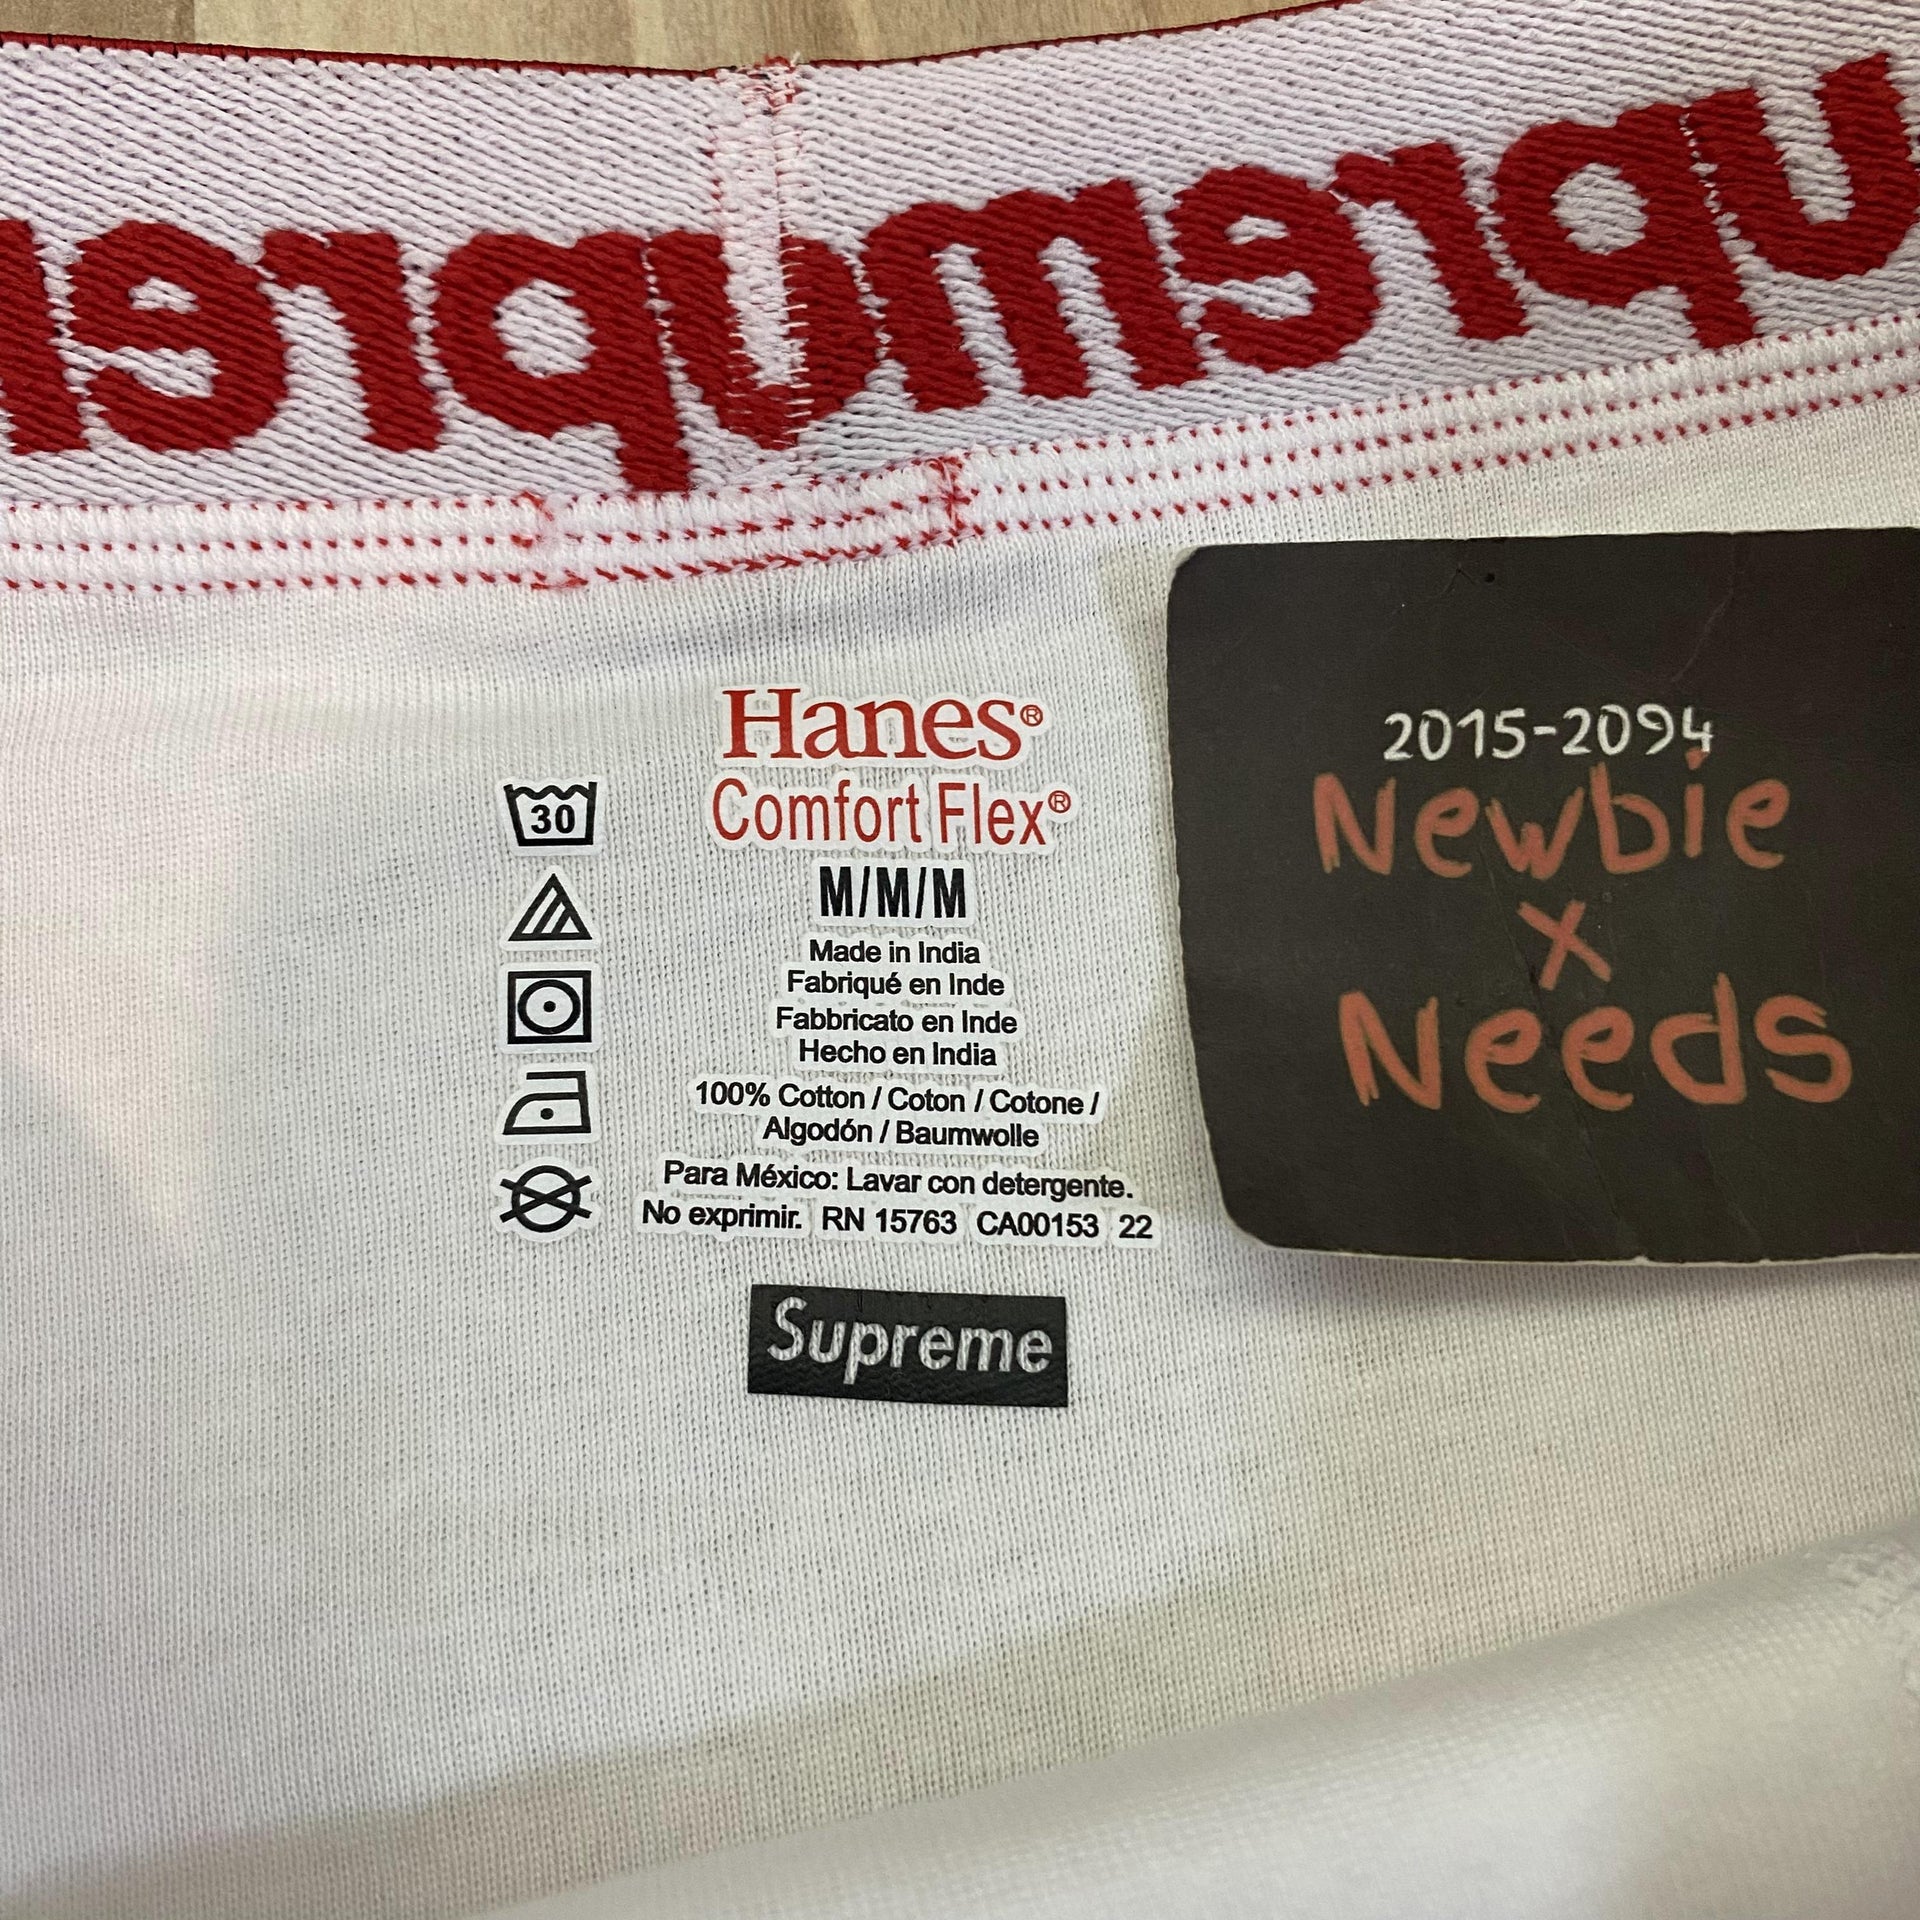 Hanes®
Comfort Flex®
M/M/M
Made in India
Fabriqué en Inde
Fabbricato en Inde
Hecho en India
100% Cotton / Coton / Cotone /
Algodón / Baumwolle
Para México: Lavar con detergente.
No exprimir. RN 15763 CA00153 22
30
Supreme
2015-2094
Newbie
x
Needs